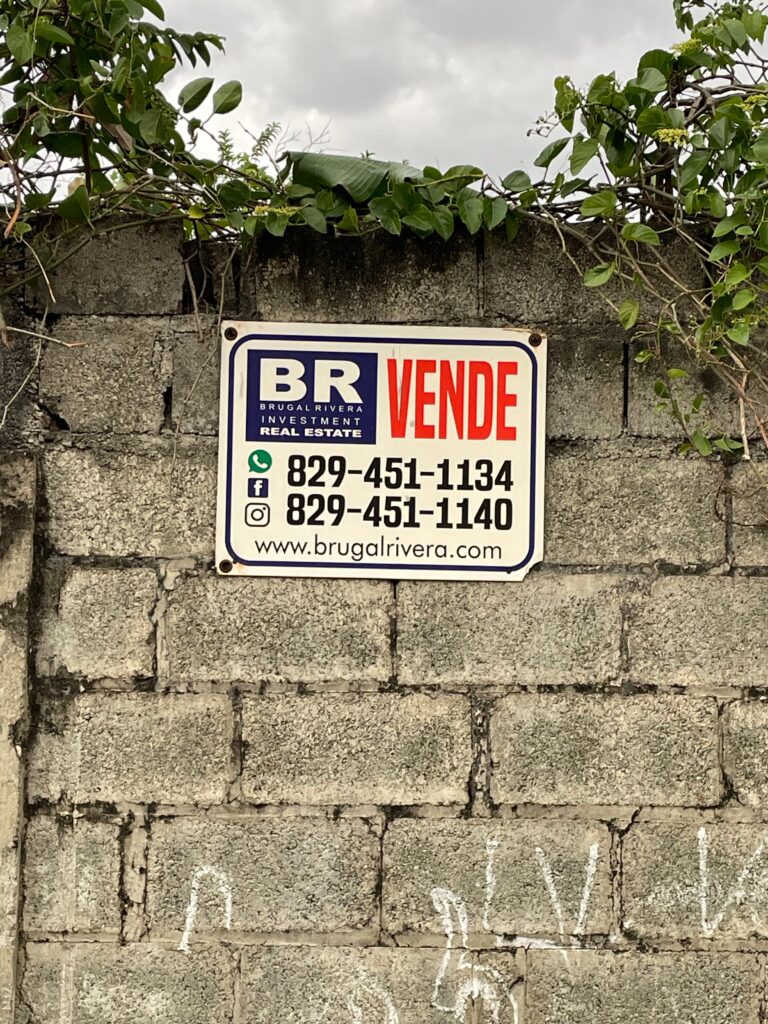 BR
BRUGAL RIVERA
INVESTMENT
REAL ESTATE
VENDE
829-451-1134
829-451-1140
www.brugalrivera.com